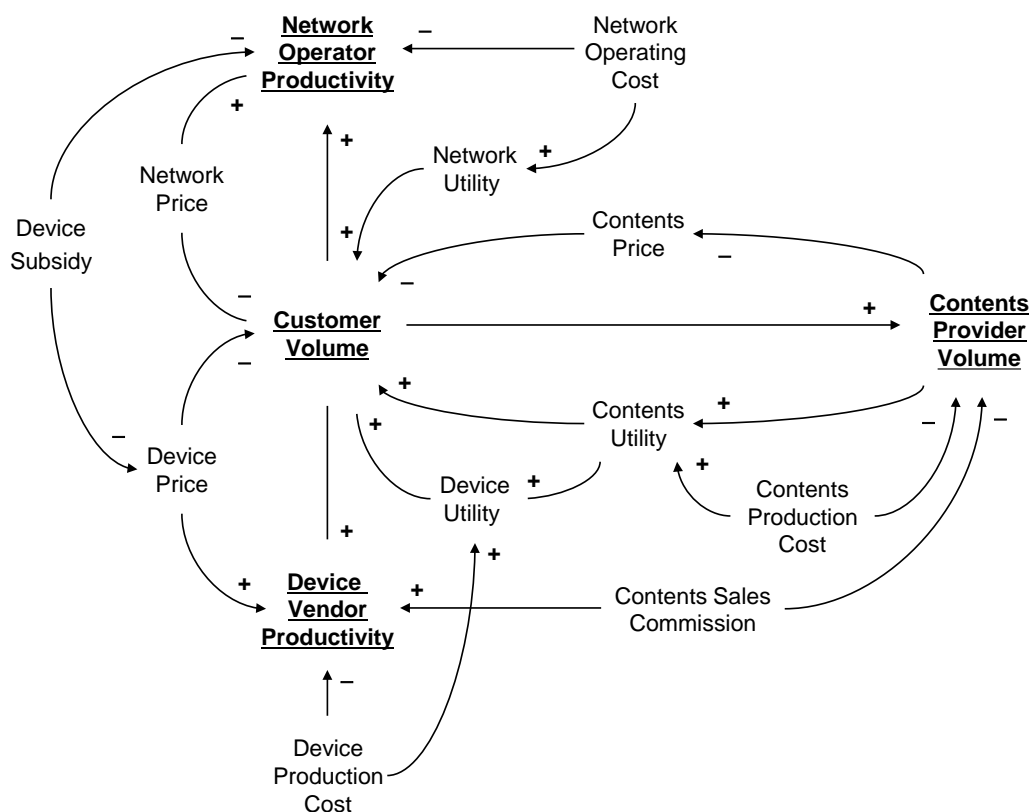 Network
Operator
Productivity
Network
Operating
Cost
–
–
+
+
+
Network
Utility
Network
Price
Device
Subsidy
Contents
Price
+
–
–
–
+
Customer
Volume
Contents
Provider
Volume
–
+
+
–
–
Contents
Utility
+
–
+
Device
Price
Device
Utility
+
Contents
Production
Cost
+
+
+
+
Device
Vendor
Productivity
Contents Sales
Commission
–
Device
Production
Cost